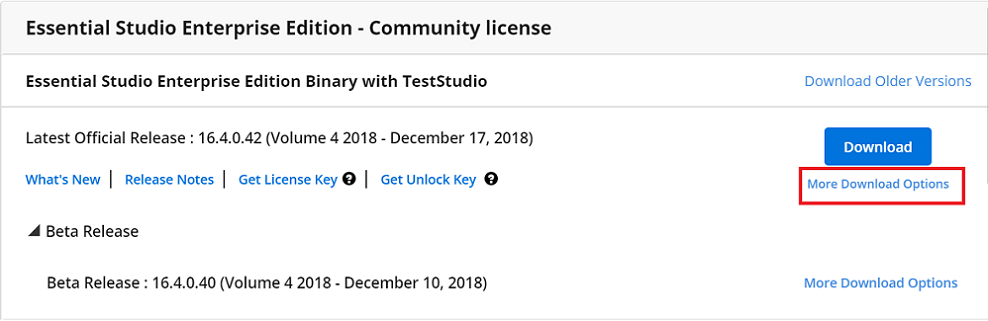 Essential Studio Enterprise Edition - Community license
Essential Studio Enterprise Edition Binary with TestStudio
Download Older Versions
Latest Official Release : 16.4.0.42 (Volume 4 2018 - December 17, 2018)
Download
What's New | Release Notes | Get License Key ? | Get Unlock Key ?
More Download Options
Beta Release
Beta Release : 16.4.0.40 (Volume 4 2018 - December 10, 2018)
More Download Options